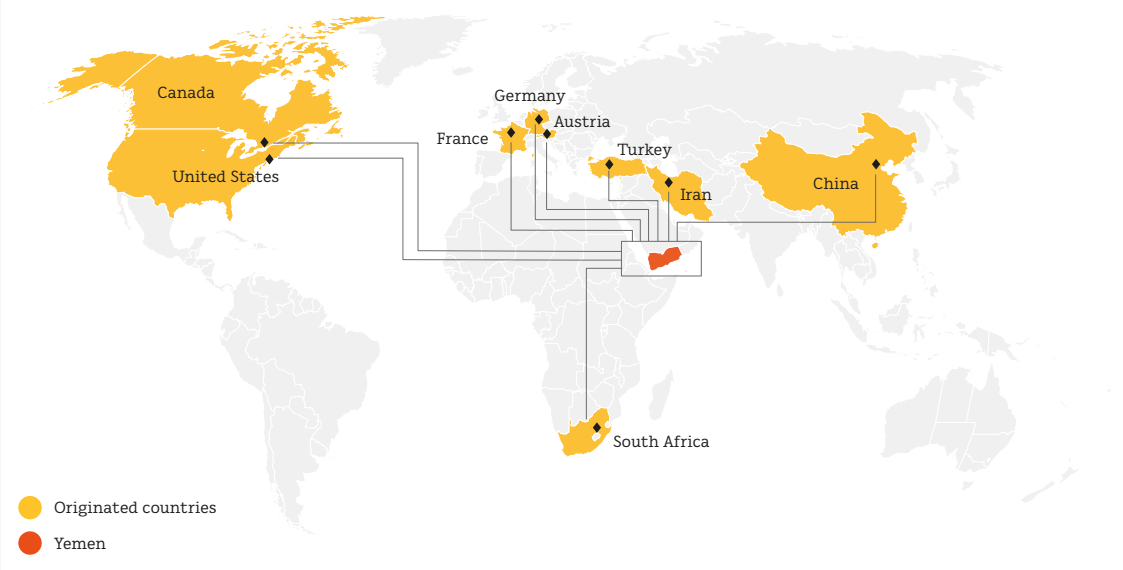 Canada
Germany
Austria
France
Turkey
United States
China
Iran
South Africa
Originated countries
Yemen